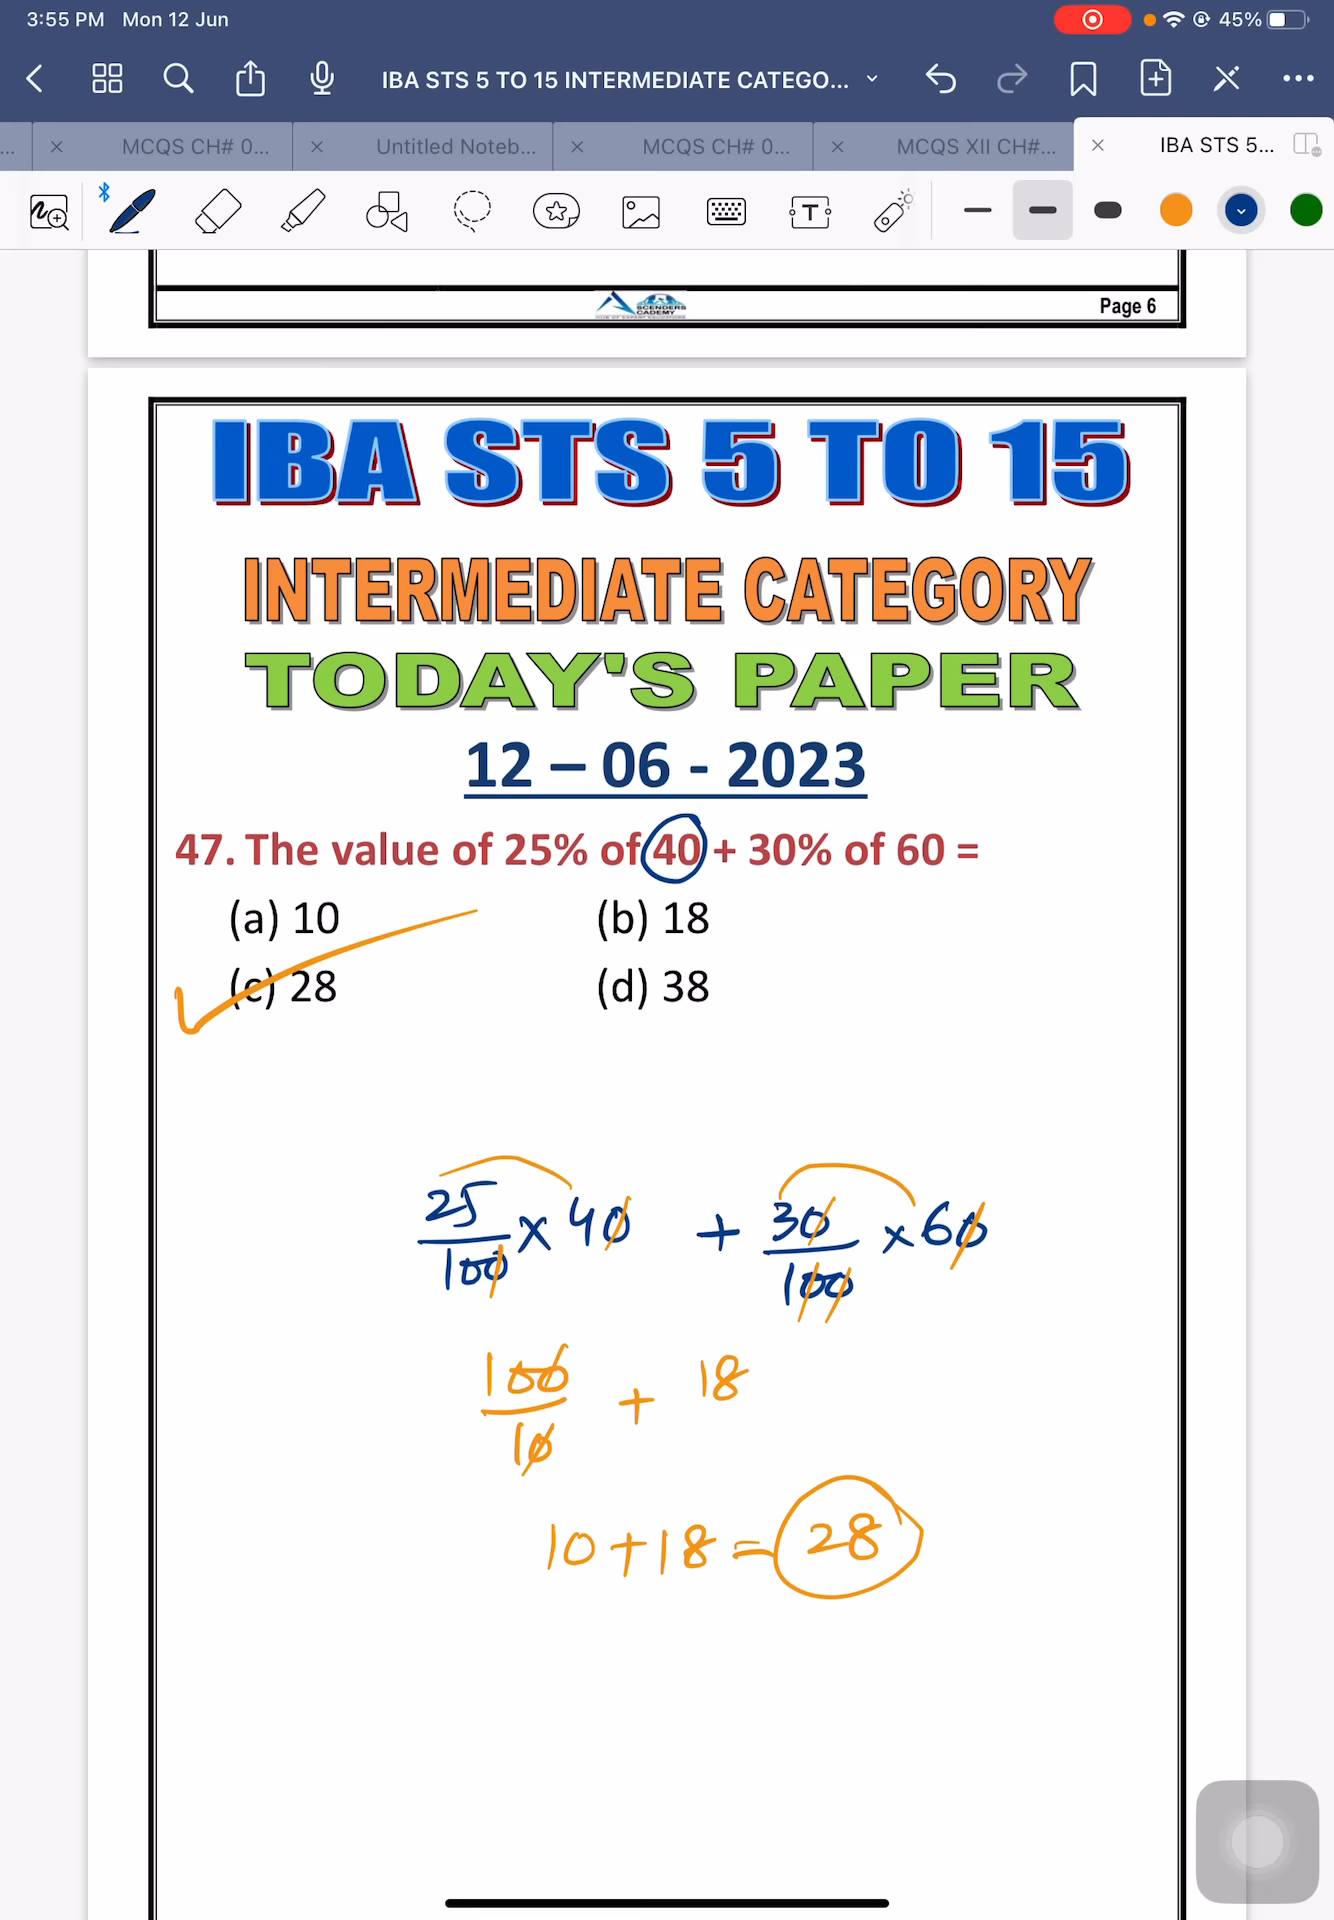 3:55 PM Mon 12 Jun 45%
IBA STS 5 TO 15 INTERMEDIATE CATEGO...
... MCQS CH# 0... Untitled Noteb... MCQS CH# 0... MCQS XII CH#... IBA STS 5...
T
SCENDERS
CADEMY
Page 6
IBA STS 5 TO 15
INTERMEDIATE CATEGORY
TODAY'S PAPER
12 – 06 - 2023
47. The value of 25% of 40 + 30% of 60 =
(a) 10 (b) 18
(c) 28 (d) 38
25/100 × 40 + 30/100 × 60
100/10 + 18
10 + 18 = 28